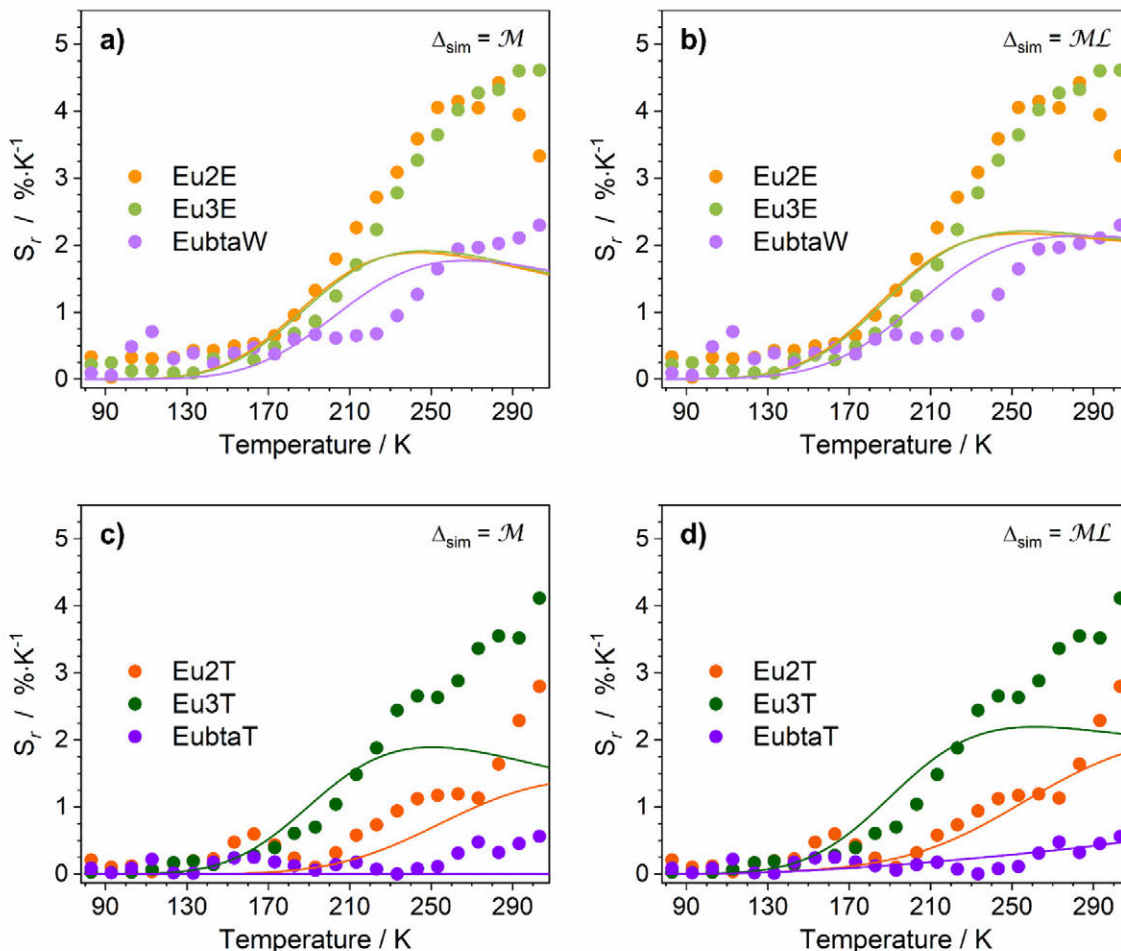 a)
Δsim = ℳ
5
4
3
2
1
0
Sr / %·K-1
Eu2E
Eu3E
EubtaW
90 130 170 210 250 290
Temperature / K
b)
Δsim = ℳℒ
5
4
3
2
1
0
Sr / %·K-1
Eu2E
Eu3E
EubtaW
90 130 170 210 250 290
Temperature / K
c)
Δsim = ℳ
5
4
3
2
1
0
Sr / %·K-1
Eu2T
Eu3T
EubtaT
90 130 170 210 250 290
Temperature / K
d)
Δsim = ℳℒ
5
4
3
2
1
0
Sr / %·K-1
Eu2T
Eu3T
EubtaT
90 130 170 210 250 290
Temperature / K